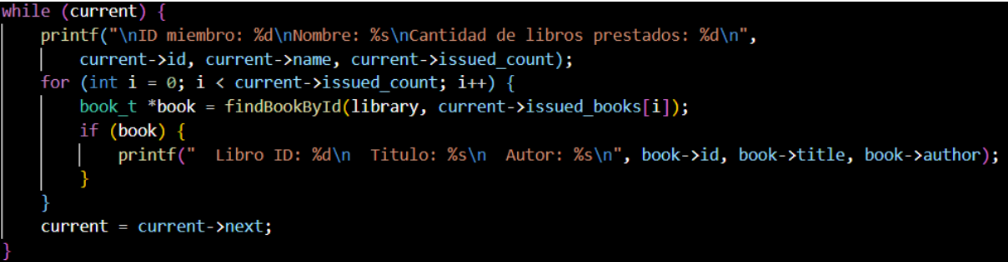 while (current) {
    printf("\nID miembro: %d\nNombre: %s\nCantidad de libros prestados: %d\n",
        current->id, current->name, current->issued_count);
    for (int i = 0; i < current->issued_count; i++) {
        book_t *book = findBookById(library, current->issued_books[i]);
        if (book) {
            printf("  Libro ID: %d\n  Titulo: %s\n  Autor: %s\n", book->id, book->title, book->author);
        }
    }
    current = current->next;
}